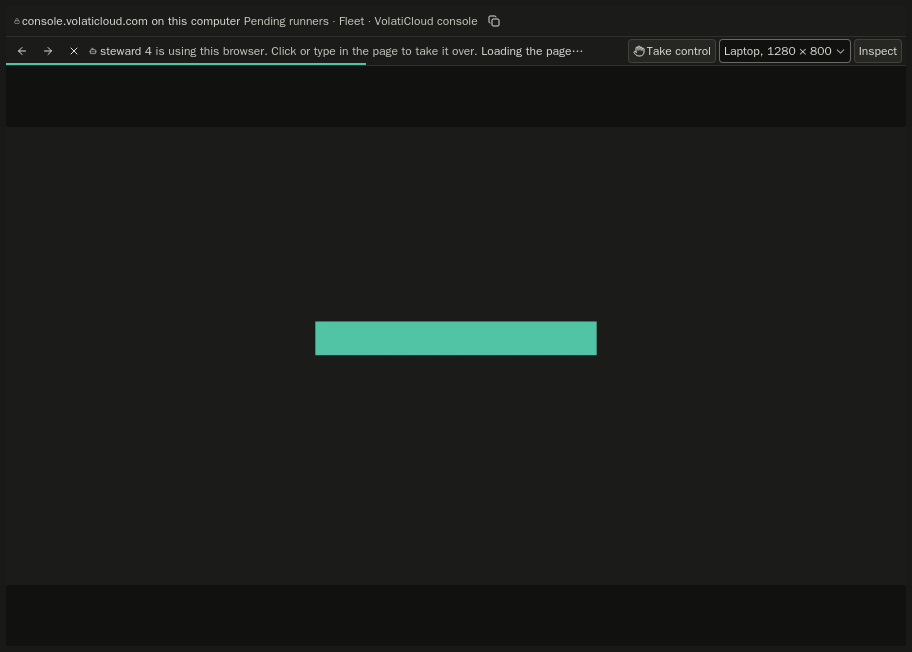 console.volaticloud.com on this computer Pending runners · Fleet · VolatiCloud console
steward 4 is using this browser. Click or type in the page to take it over. Loading the page… Take control Laptop, 1280 × 800 Inspect